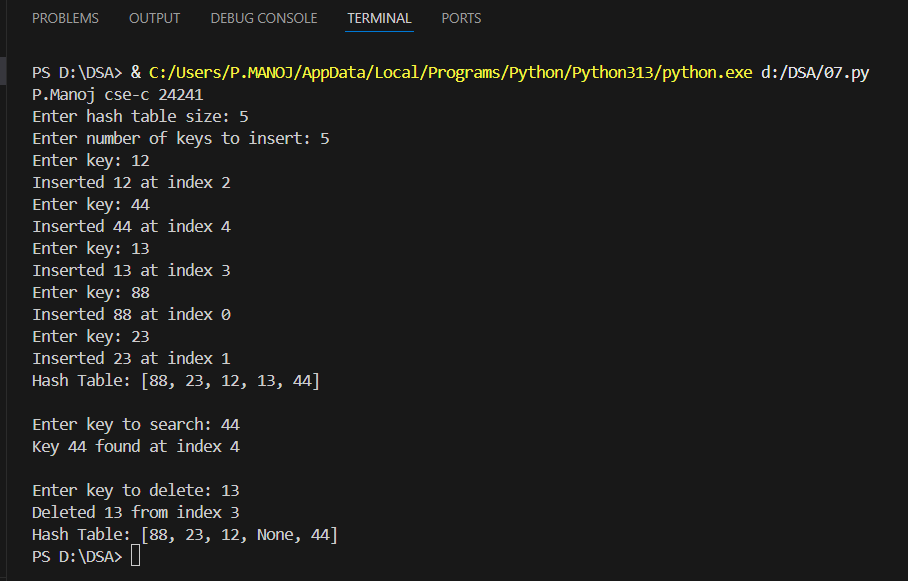 PROBLEMS OUTPUT DEBUG CONSOLE TERMINAL PORTS
PS D:\DSA> & C:/Users/P.MANOJ/AppData/Local/Programs/Python/Python313/python.exe d:/DSA/07.py
P.Manoj cse-c 24241
Enter hash table size: 5
Enter number of keys to insert: 5
Enter key: 12
Inserted 12 at index 2
Enter key: 44
Inserted 44 at index 4
Enter key: 13
Inserted 13 at index 3
Enter key: 88
Inserted 88 at index 0
Enter key: 23
Inserted 23 at index 1
Hash Table: [88, 23, 12, 13, 44]
Enter key to search: 44
Key 44 found at index 4
Enter key to delete: 13
Deleted 13 from index 3
Hash Table: [88, 23, 12, None, 44]
PS D:\DSA>